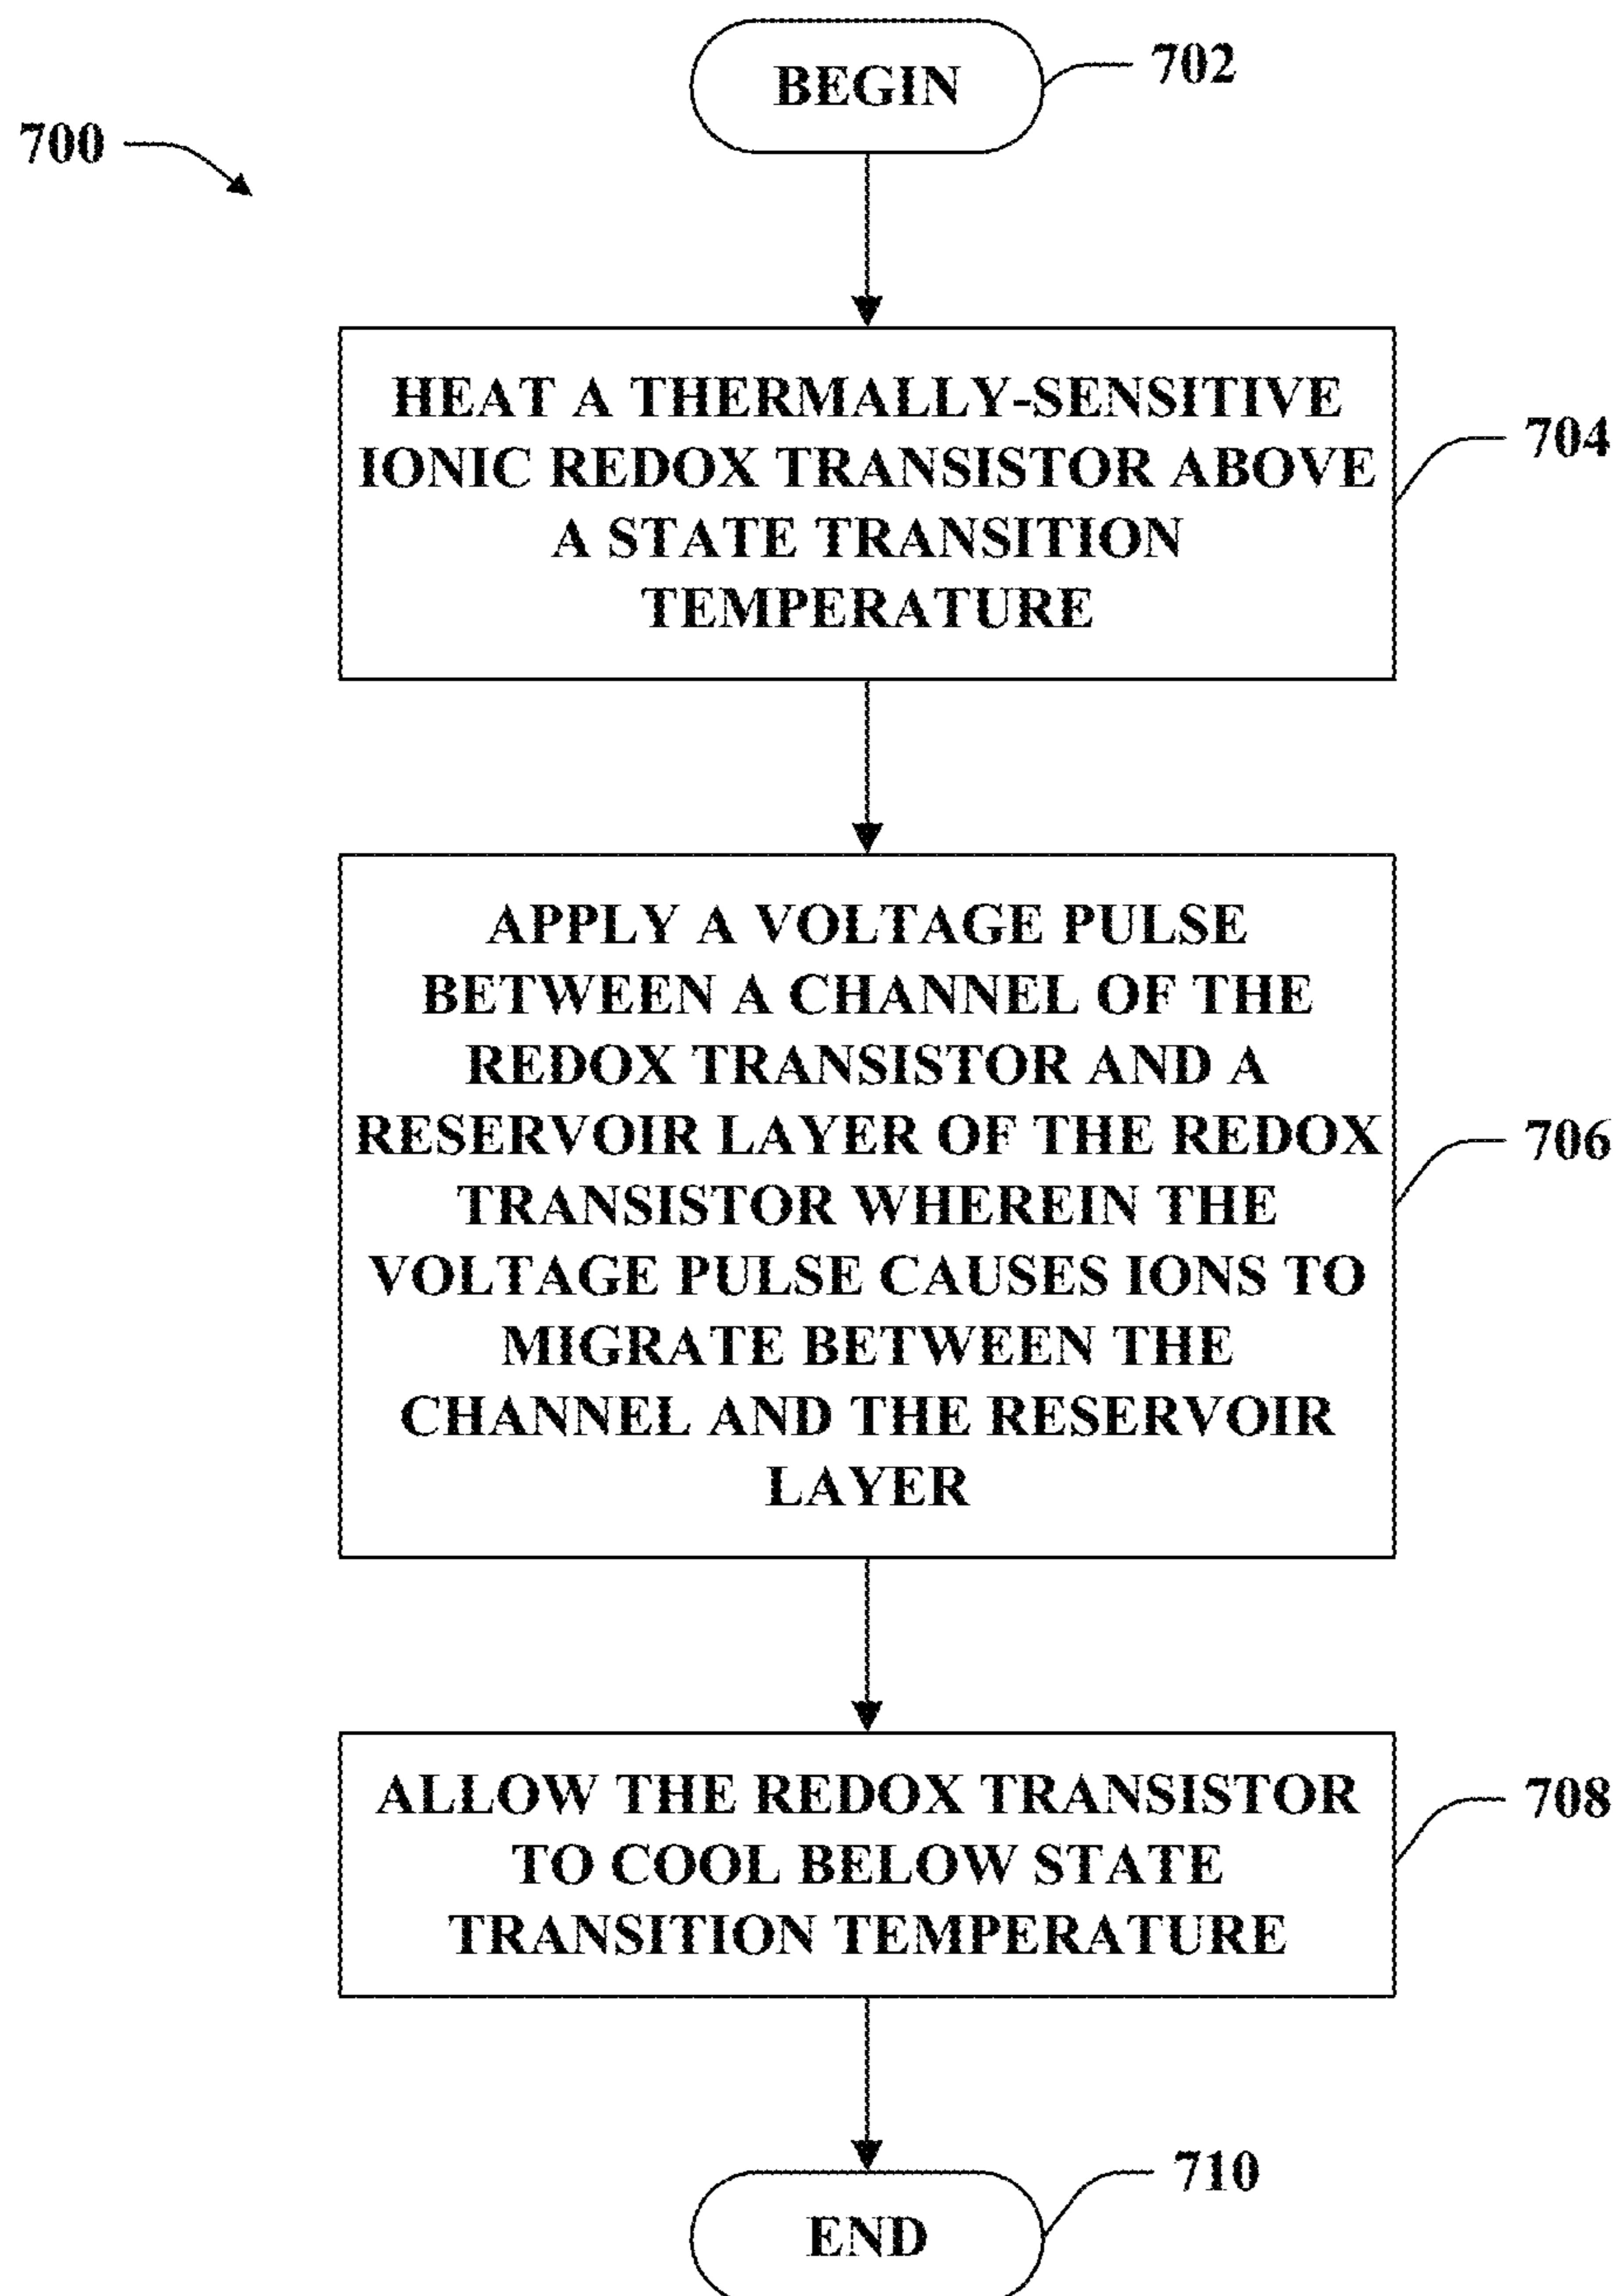 BEGIN
702
700
HEAT A THERMALLY-SENSITIVE
IONIC REDOX TRANSISTOR ABOVE
A STATE TRANSITION
TEMPERATURE
704
APPLY A VOLTAGE PULSE
BETWEEN A CHANNEL OF THE
REDOX TRANSISTOR AND A
RESERVOIR LAYER OF THE REDOX
TRANSISTOR WHEREIN THE
VOLTAGE PULSE CAUSES IONS TO
MIGRATE BETWEEN THE
CHANNEL AND THE RESERVOIR
LAYER
706
ALLOW THE REDOX TRANSISTOR
TO COOL BELOW STATE
TRANSITION TEMPERATURE
708
END
710